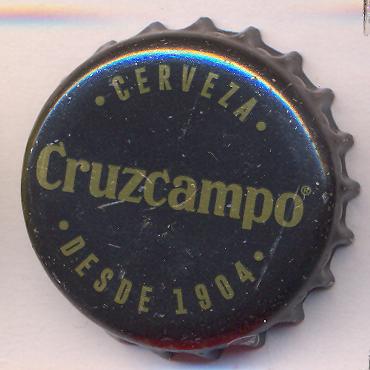 • CERVEZA •
Cruzcampo®
• DESDE 1904 •